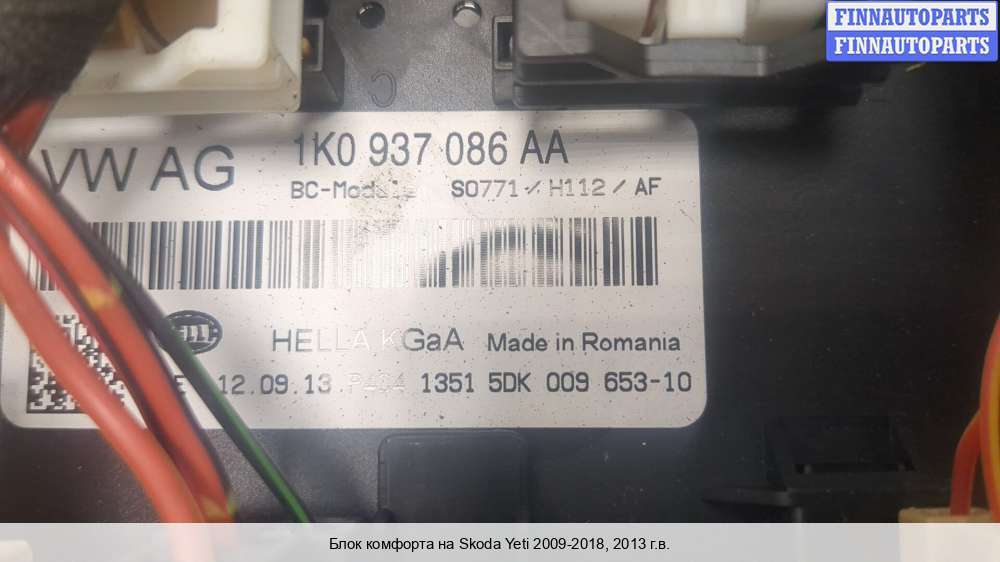 FINNAUTOPARTS
FINNAUTOPARTS
VW AG
1K0 937 086 AA
BC-Module S0771 / H112 / AF
HELLA KGaA Made in Romania
12.09.13 1351 5DK 009 653-10
Блок комфорта на Skoda Yeti 2009-2018, 2013 г.в.